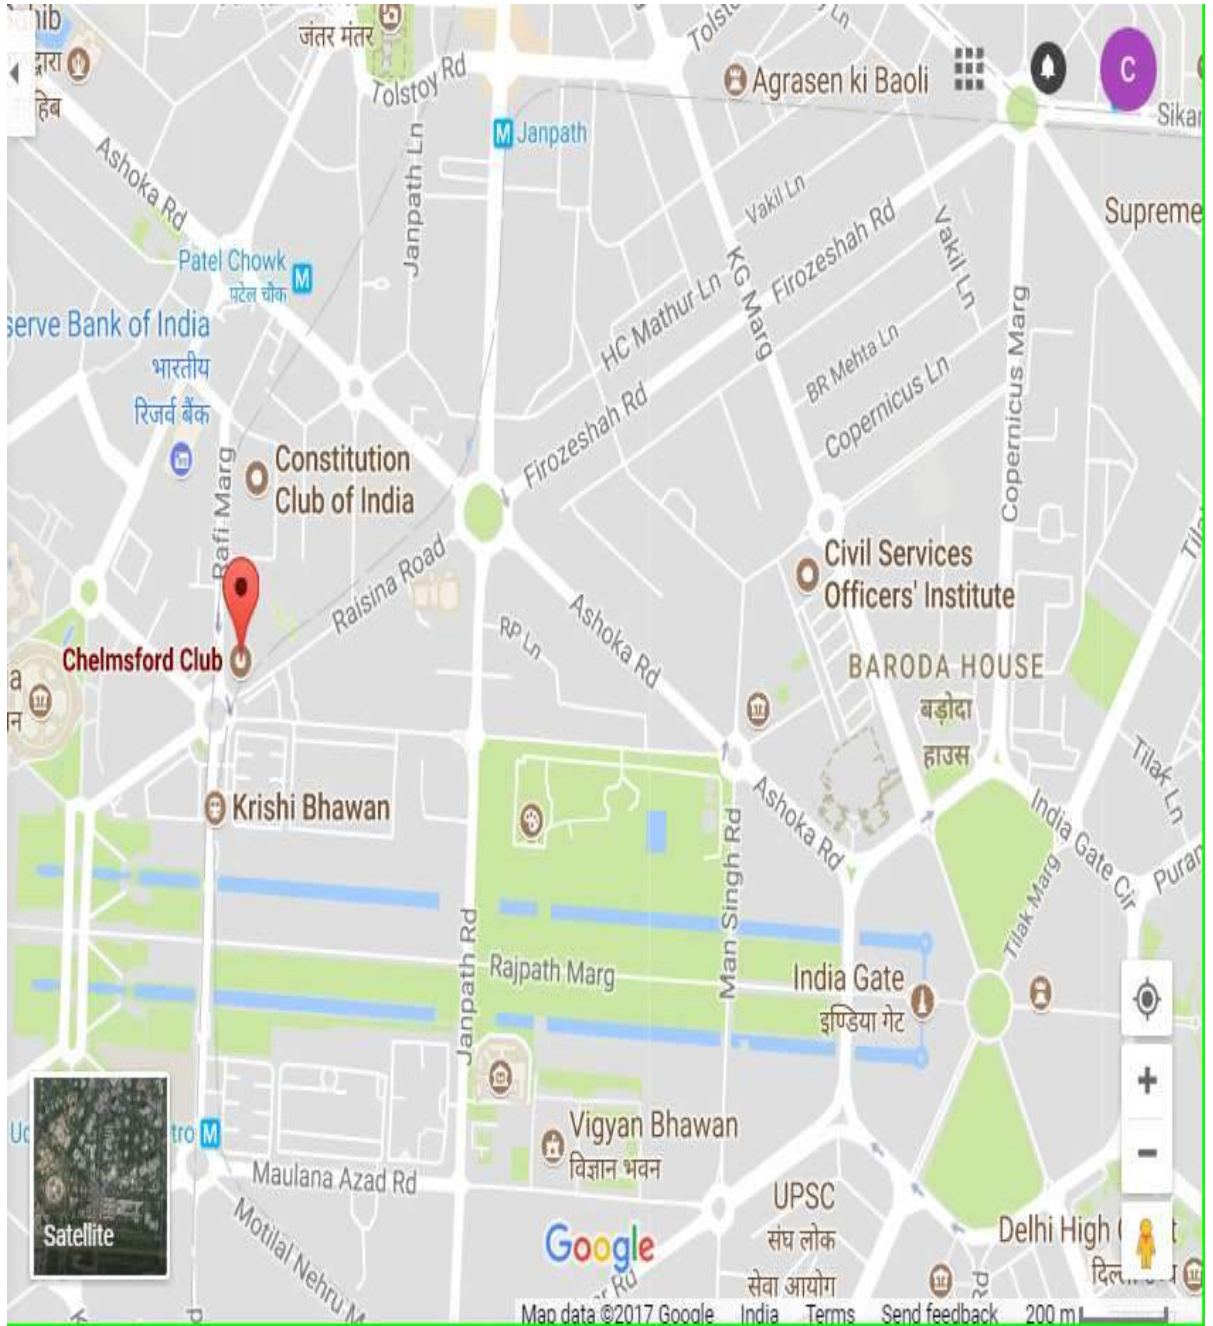 जंतर मंतर
द्वारा
Tolstoy Rd
Agrasen ki Baoli
C
Janpath
Ashoka Rd
Janpath Ln
Vakil Ln
Supreme
Patel Chowk
पटेल चौक
Firozeshah Rd
Vakil Ln
KG Marg
HC Mathur Ln
serve Bank of India
भारतीय
रिजर्व बैंक
BR Mehta Ln
Copernicus Ln
Copernicus Marg
Firozeshah Rd
Constitution
Club of India
Rafi Marg
Raisina Road
Civil Services
Officers' Institute
Ashoka Rd
RP Ln
Chelmsford Club
BARODA HOUSE
बड़ोदा
हाउस
Tilak Ln
Krishi Bhawan
Ashoka Rd
India Gate Cir
Puran
Tilak Marg
Man Singh Rd
Janpath Rd
Rajpath Marg
India Gate
इण्डिया गेट
Vigyan Bhawan
विज्ञान भवन
Maulana Azad Rd
Motilal Nehru M
UPSC
संघ लोक
सेवा आयोग
Delhi High
Satellite
Google
Map data ©2017 Google India Terms Send feedback 200 m